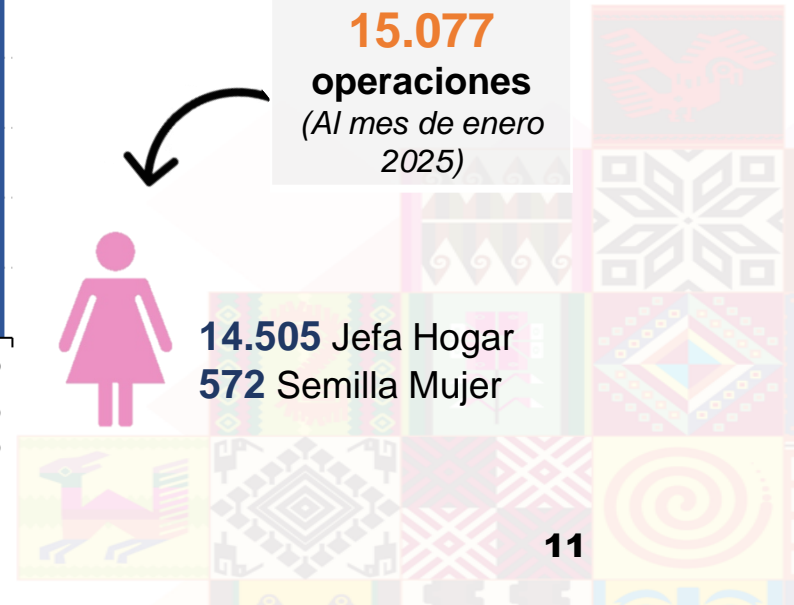 15.077
operaciones
(Al mes de enero
2025)
14.505 Jefa Hogar
572 Semilla Mujer
11